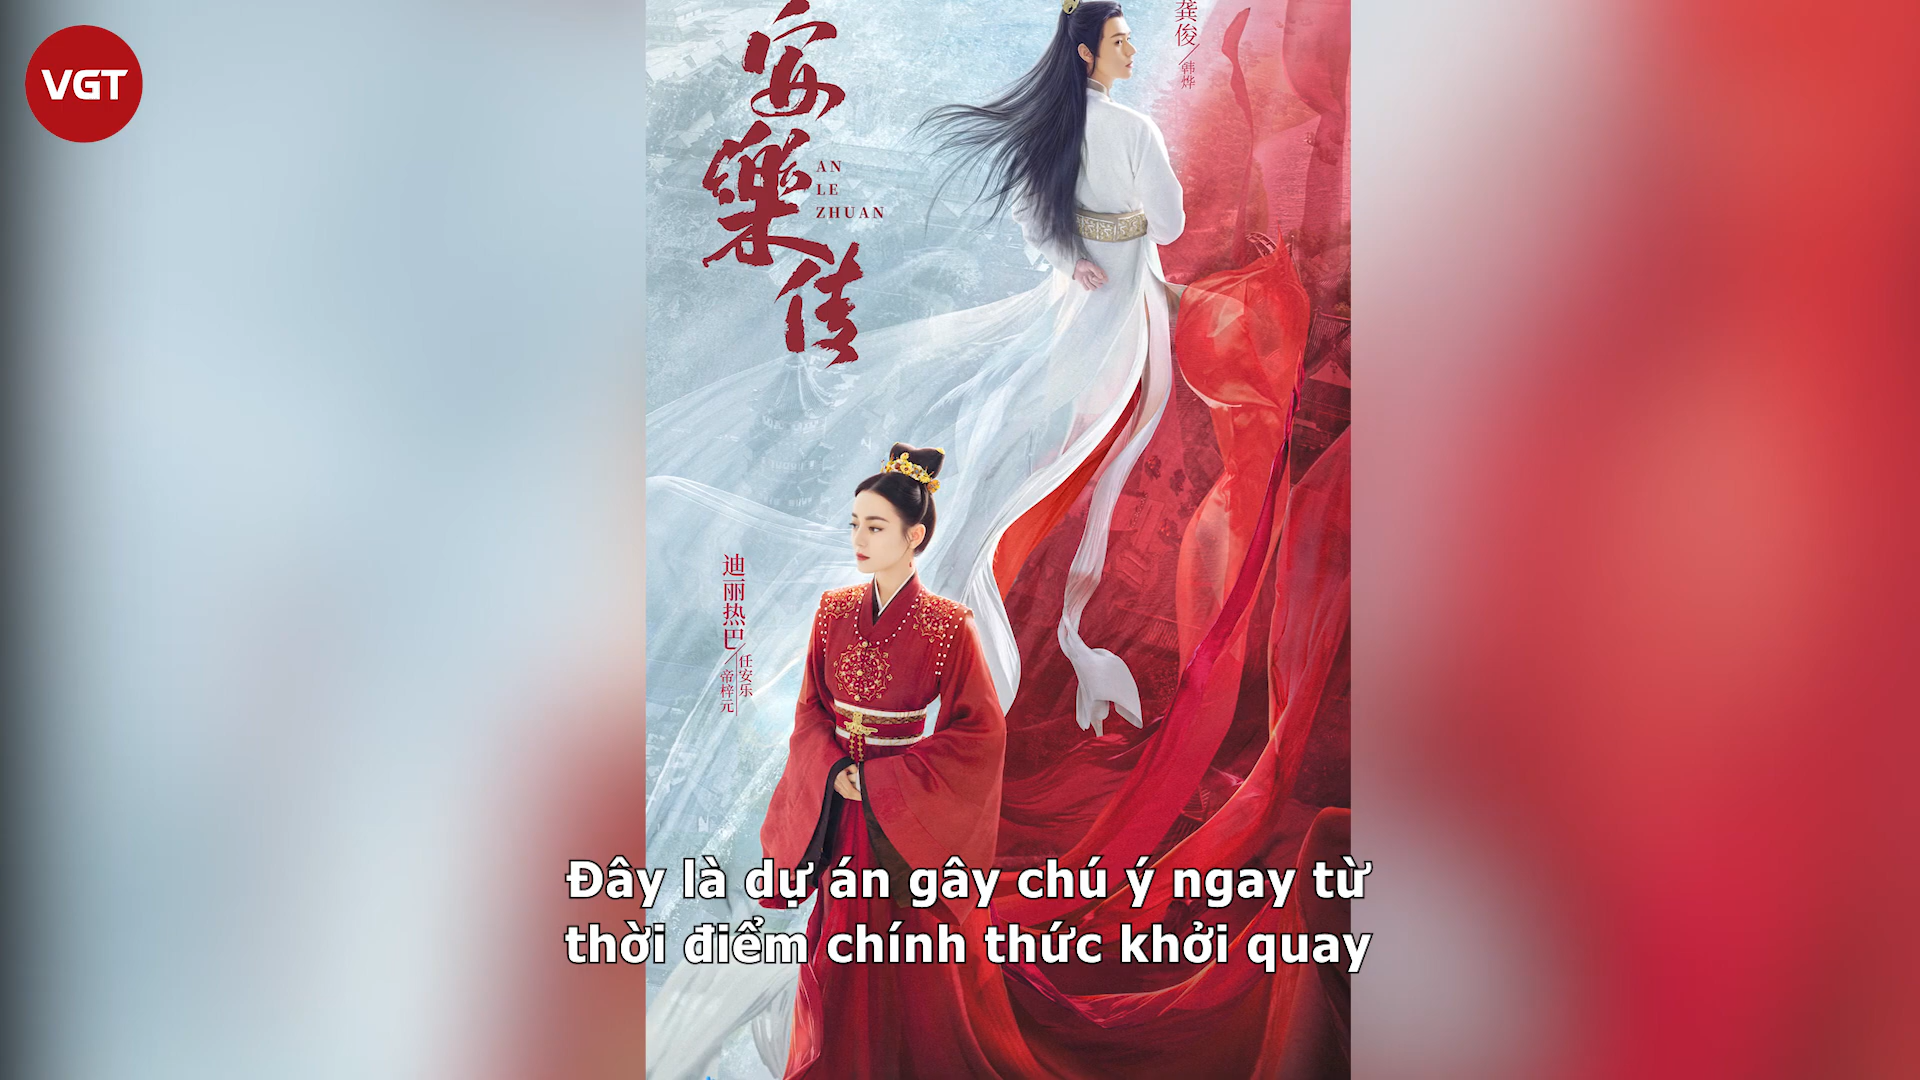 VGT
安樂传
AN
LE
ZHUAN
龚俊
韩烨
迪丽热巴
任安乐
帝梓元
Đây là dự án gây chú ý ngay từ
thời điểm chính thức khởi quay